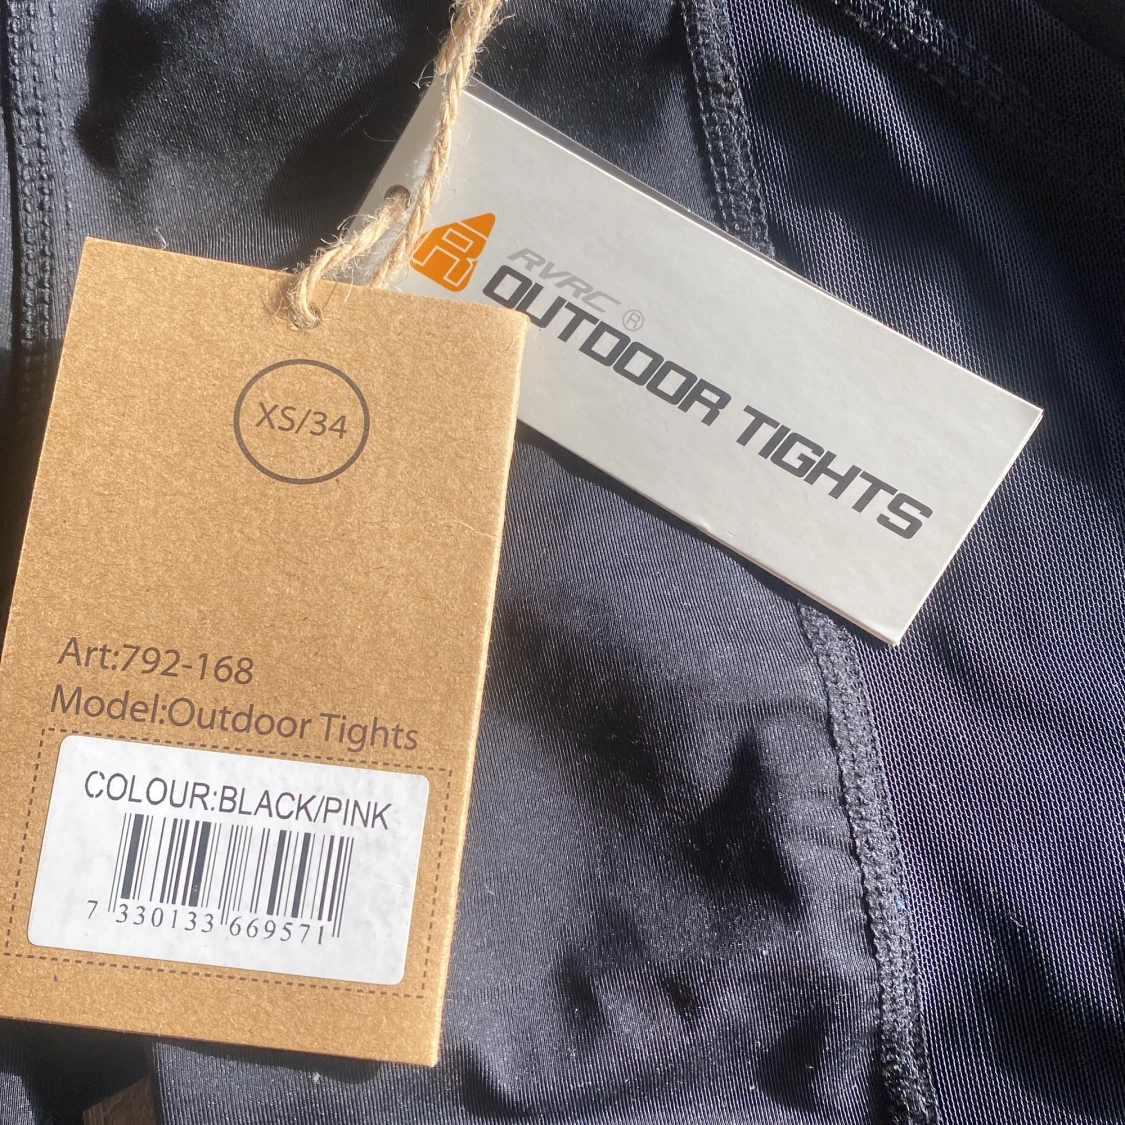 R
RVRC ®
OUTDOOR TIGHTS
XS/34
Art:792-168
Model:Outdoor Tights
COLOUR:BLACK/PINK
7 330133 669571